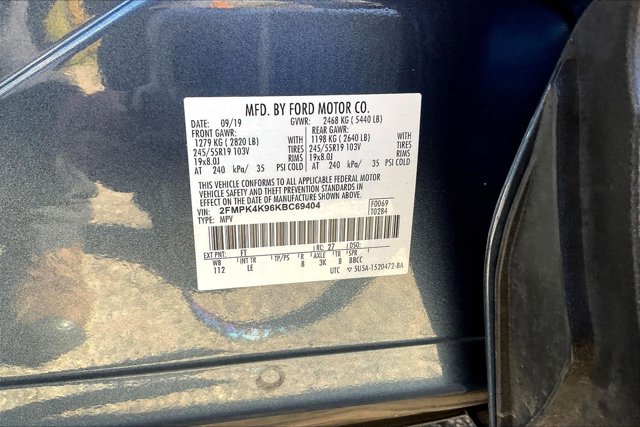 MFD. BY FORD MOTOR CO.
DATE: 09/19 GVWR: 2468 KG ( 5440 LB)
FRONT GAWR: REAR GAWR:
1279 KG ( 2820 LB) WITH 1198 KG ( 2640 LB) WITH
245/55R19 103V TIRES 245/55R19 103V TIRES
19x8.0J RIMS 19x8.0J RIMS
AT 240 kPa/ 35 PSI COLD AT 240 kPa/ 35 PSI COLD
THIS VEHICLE CONFORMS TO ALL APPLICABLE FEDERAL MOTOR
VEHICLE SAFETY AND THEFT PREVENTION STANDARDS IN
EFFECT ON THE DATE OF MANUFACTURE SHOWN ABOVE.
VIN: 2FMPK4K96KBC69404 F0069
TYPE: MPV T0284
EXT PNT: FT RC: 27 DSO:
WB INT TR TP/PS R AXLE TR SPR
112 LE B 3K 8 BBCC
UTC 5U5A-1520472-BA